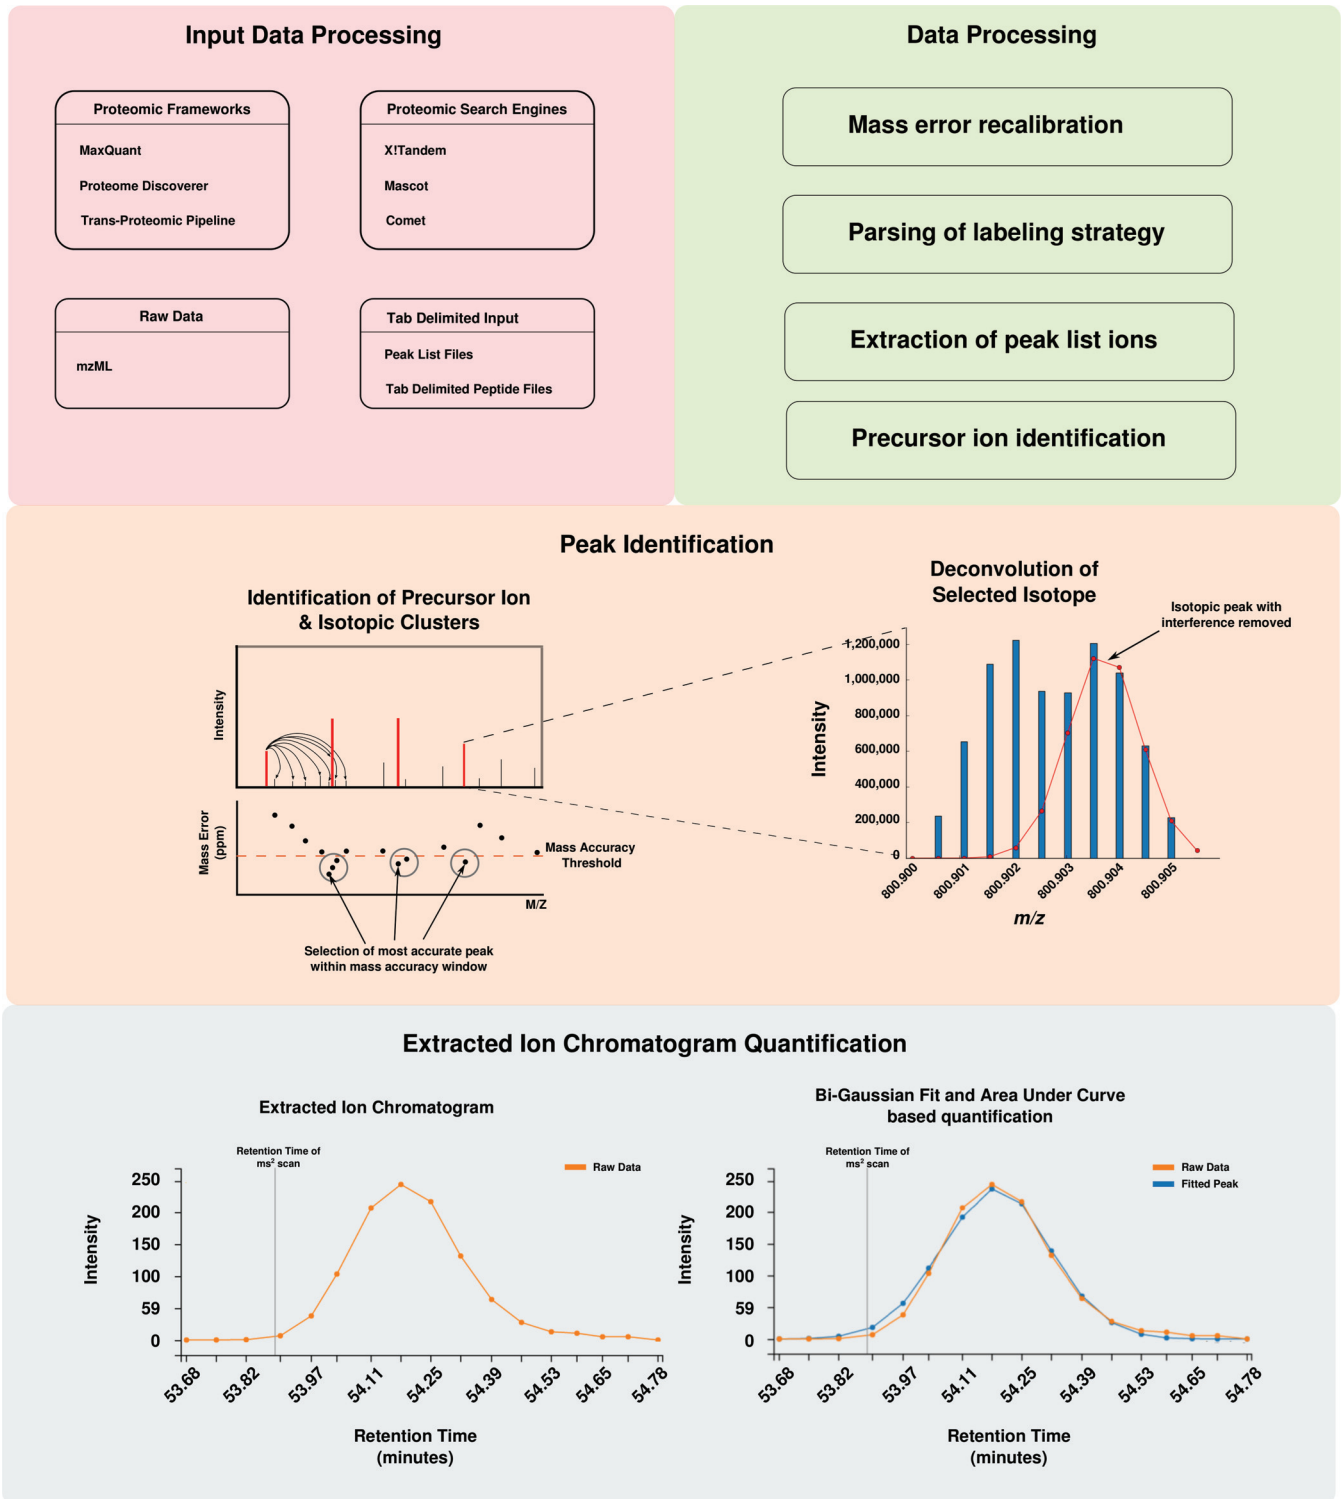 Input Data Processing
Proteomic Frameworks
MaxQuant
Proteome Discoverer
Trans-Proteomic Pipeline
Proteomic Search Engines
X!Tandem
Mascot
Comet
Raw Data
mzML
Tab Delimited Input
Peak List Files
Tab Delimited Peptide Files
Data Processing
Mass error recalibration
Parsing of labeling strategy
Extraction of peak list ions
Precursor ion identification
Peak Identification
Identification of Precursor Ion
& Isotopic Clusters
Intensity
Mass Error
(ppm)
Mass Accuracy
Threshold
M/Z
Selection of most accurate peak
within mass accuracy window
Deconvolution of
Selected Isotope
Isotopic peak with
interference removed
Intensity
1,200,000
1,000,000
800,000
600,000
400,000
200,000
0
800.900
800.901
800.902
800.903
800.904
800.905
m/z
Extracted Ion Chromatogram Quantification
Extracted Ion Chromatogram
Retention Time of
ms² scan
Raw Data
Intensity
250
200
150
100
59
0
53.68
53.82
53.97
54.11
54.25
54.39
54.53
54.65
54.78
Retention Time
(minutes)
Bi-Gaussian Fit and Area Under Curve
based quantification
Retention Time of
ms² scan
Raw Data
Fitted Peak
Intensity
250
200
150
100
59
0
53.68
53.82
53.97
54.11
54.25
54.39
54.53
54.65
54.78
Retention Time
(minutes)